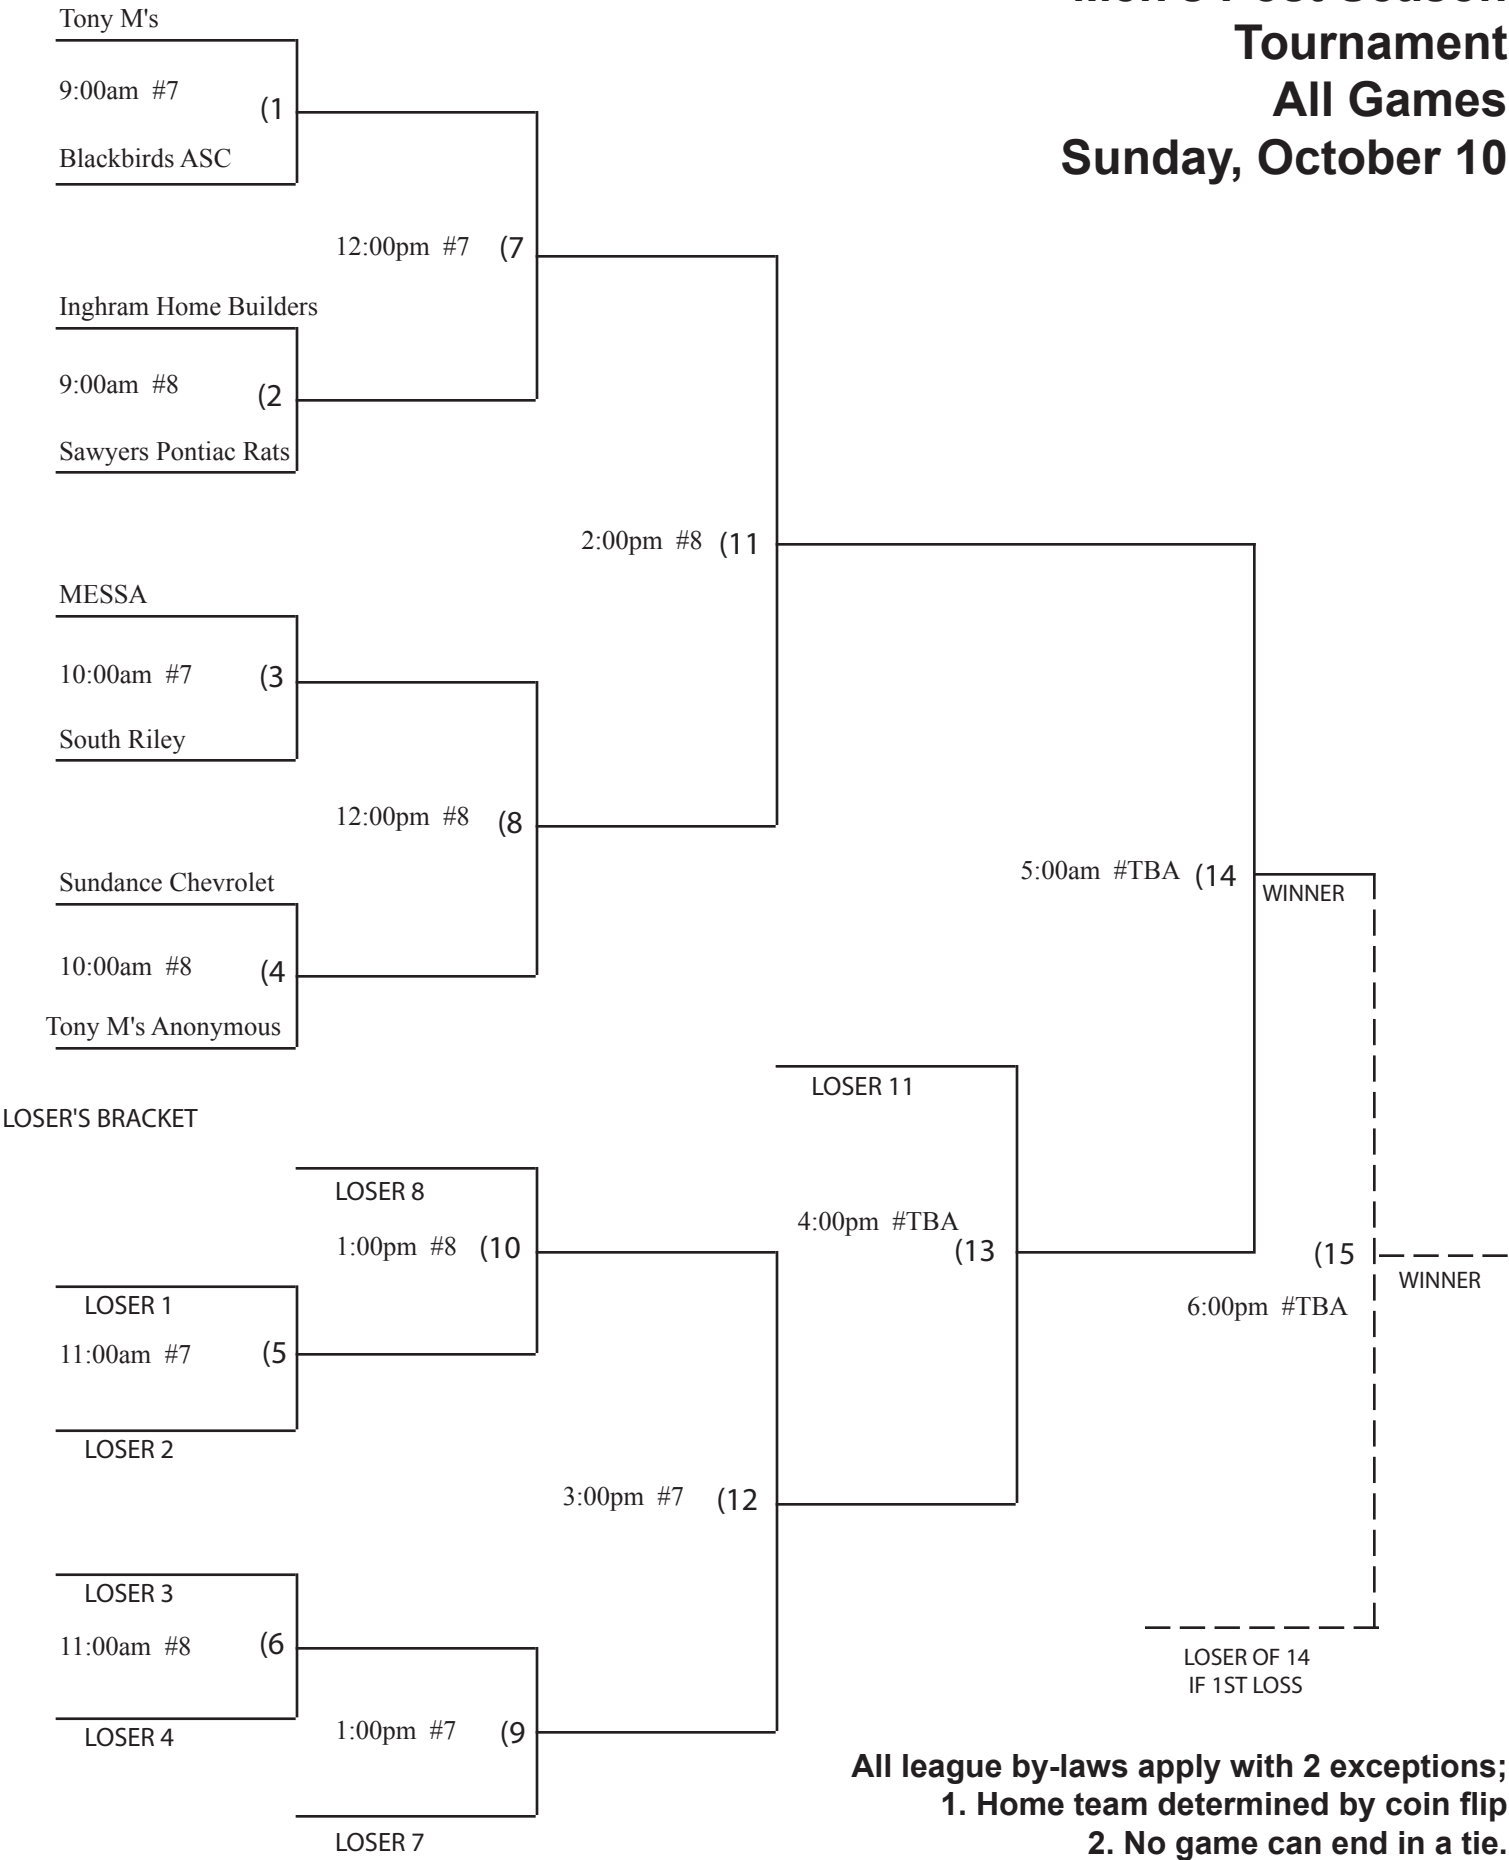 Men's Post Season
Tournament
All Games
Sunday, October 10
Tony M's
9:00am #7 (1
Blackbirds ASC
12:00pm #7 (7
Inghram Home Builders
9:00am #8 (2
Sawyers Pontiac Rats
2:00pm #8 (11
MESSA
10:00am #7 (3
South Riley
12:00pm #8 (8
Sundance Chevrolet
10:00am #8 (4
Tony M's Anonymous
5:00am #TBA (14
WINNER
LOSER'S BRACKET
LOSER 11
LOSER 8
1:00pm #8 (10
4:00pm #TBA
(13
LOSER 1
11:00am #7 (5
LOSER 2
(15
WINNER
6:00pm #TBA
3:00pm #7 (12
LOSER 3
11:00am #8 (6
LOSER 4
1:00pm #7 (9
LOSER 7
LOSER OF 14
IF 1ST LOSS
All league by-laws apply with 2 exceptions;
1. Home team determined by coin flip
2. No game can end in a tie.